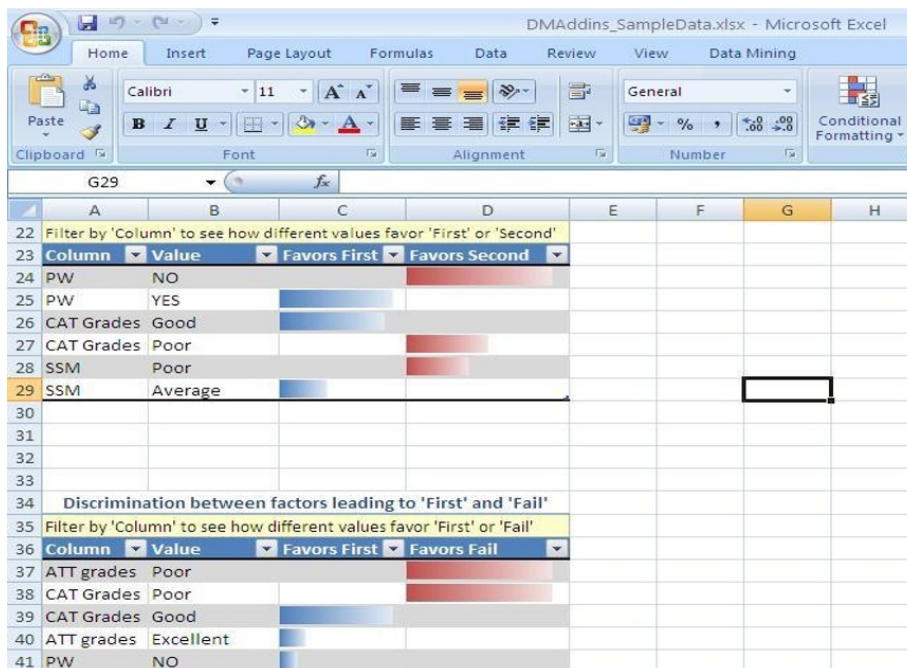 DMAddins_SampleData.xlsx - Microsoft Excel
Home Insert Page Layout Formulas Data Review View Data Mining
Calibri 11 A A General
Paste B I U A % , .0 .00 .00 .0 Conditional Formatting
Clipboard Font Alignment Number
G29 fx
A B C D E F G H
22 Filter by 'Column' to see how different values favor 'First' or 'Second'
23 Column Value Favors First Favors Second
24 PW NO
25 PW YES
26 CAT Grades Good
27 CAT Grades Poor
28 SSM Poor
29 SSM Average
30
31
32
33
34 Discrimination between factors leading to 'First' and 'Fail'
35 Filter by 'Column' to see how different values favor 'First' or 'Fail'
36 Column Value Favors First Favors Fail
37 ATT grades Poor
38 CAT Grades Poor
39 CAT Grades Good
40 ATT grades Excellent
41 PW NO